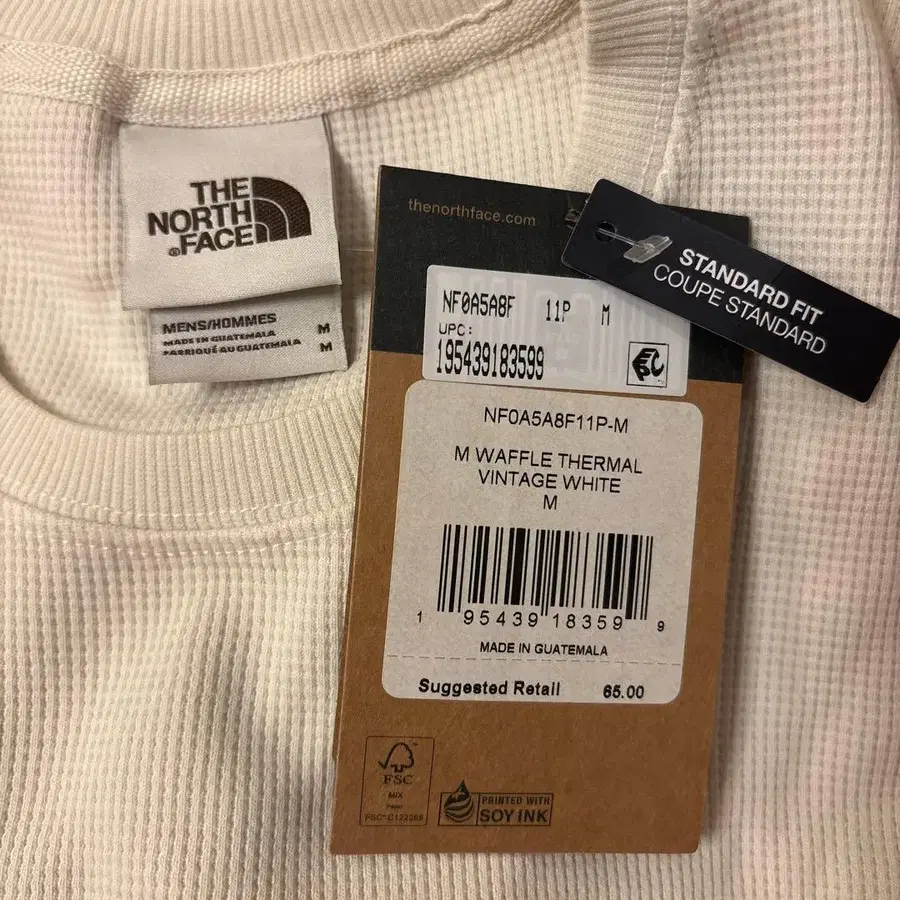 THE
NORTH
FACE
MENS/HOMMES M
MADE IN GUATEMALA
FABRIQUÉ AU GUATEMALA M
thenorthface.com
STANDARD FIT
COUPE STANDARD
NF0A5A8F 11P M
UPC:
195439183599
NF0A5A8F11P-M
M WAFFLE THERMAL
VINTAGE WHITE
M
1 95439 18359 9
MADE IN GUATEMALA
Suggested Retail 65.00
FSC
MIX
Paper
PRINTED WITH
SOY INK